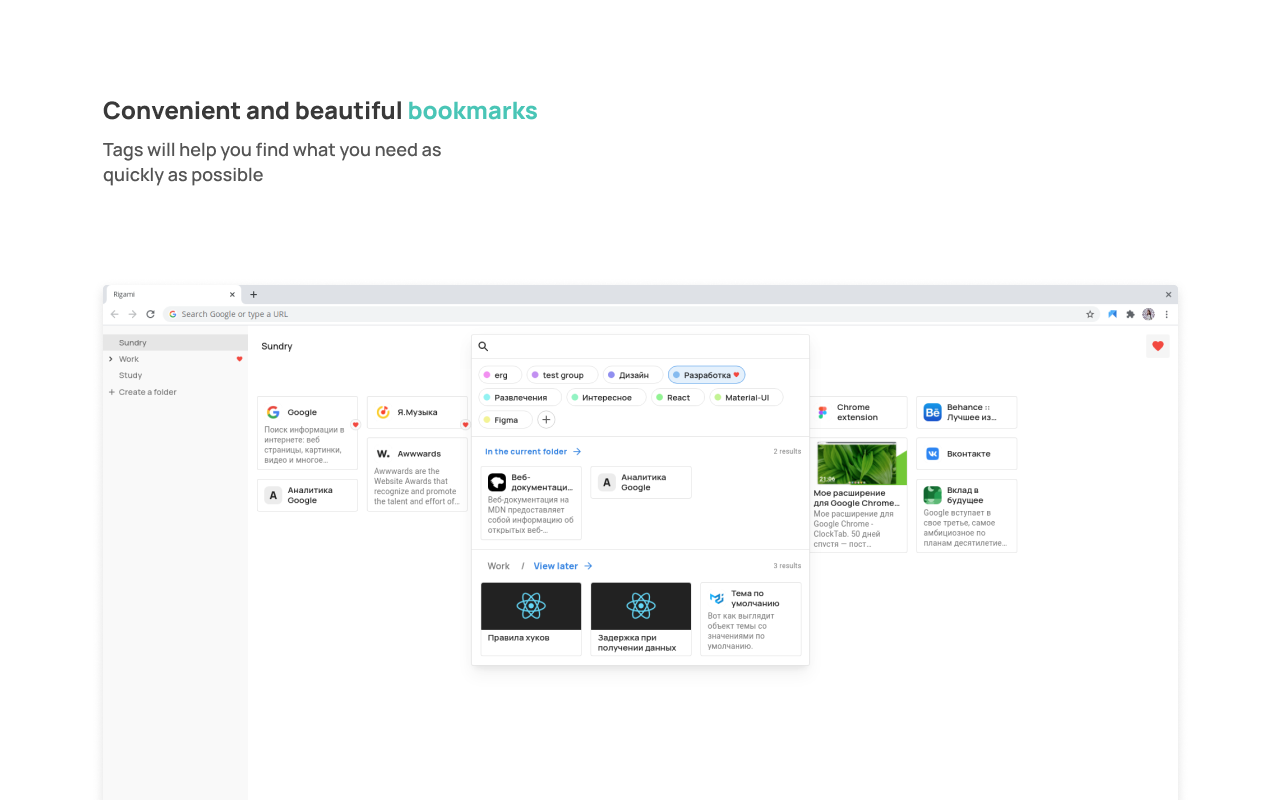 Convenient and beautiful bookmarks
Tags will help you find what you need as
quickly as possible
Rigami
Search Google or type a URL
Sundry
Work
Study
Create a folder
Sundry
Google
Поиск информации в
интернете: веб
страницы, картинки,
видео и многое...
A
Аналитика
Google
Я.Музыка
W.
Awwwards
Awwwards are the
Website Awards that
recognize and promote
the talent and effort of...
erg
test group
Дизайн
Разработка
Развлечения
Интересное
React
Material-UI
Figma
In the current folder
2 results
Веб-
документаци...
Веб-документация на
MDN предоставляет
собой информацию об
открытых веб-...
A
Аналитика
Google
Work / View later
3 results
Правила хуков
Задержка при
получении данных
Тема по
умолчанию
Вот как выглядит
объект темы со
значениями по
умолчанию.
Chrome
extension
21:06
Мое расширение
для Google Chrome...
Мое расширение для
Google Chrome -
ClockTab. 50 дней
спустя — пост...
Bē
Behance ::
Лучшее из...
Вконтакте
Вклад в
будущее
Google вступает в
свое третье, самое
амбициозное по
планам десятилетие...